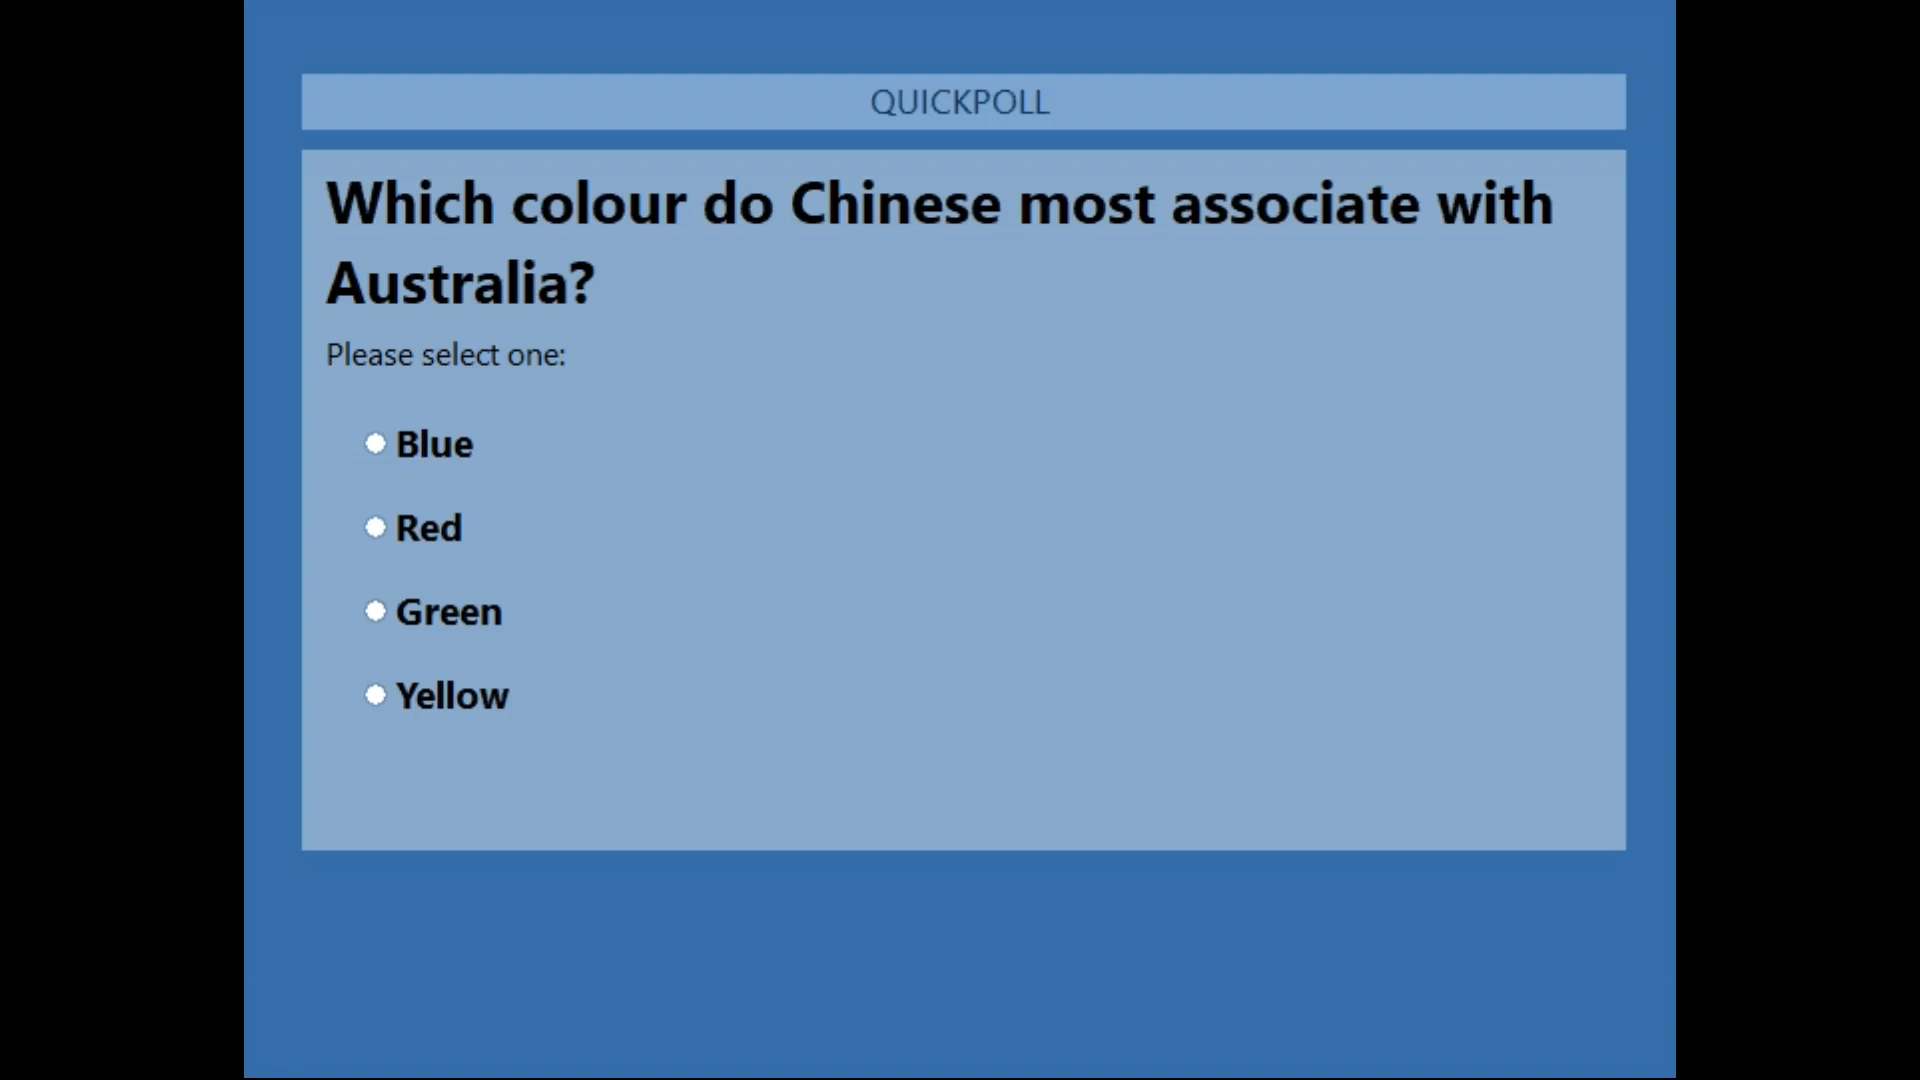 QUICKPOLL
Which colour do Chinese most associate with
Australia?
Please select one:
Blue
Red
Green
Yellow